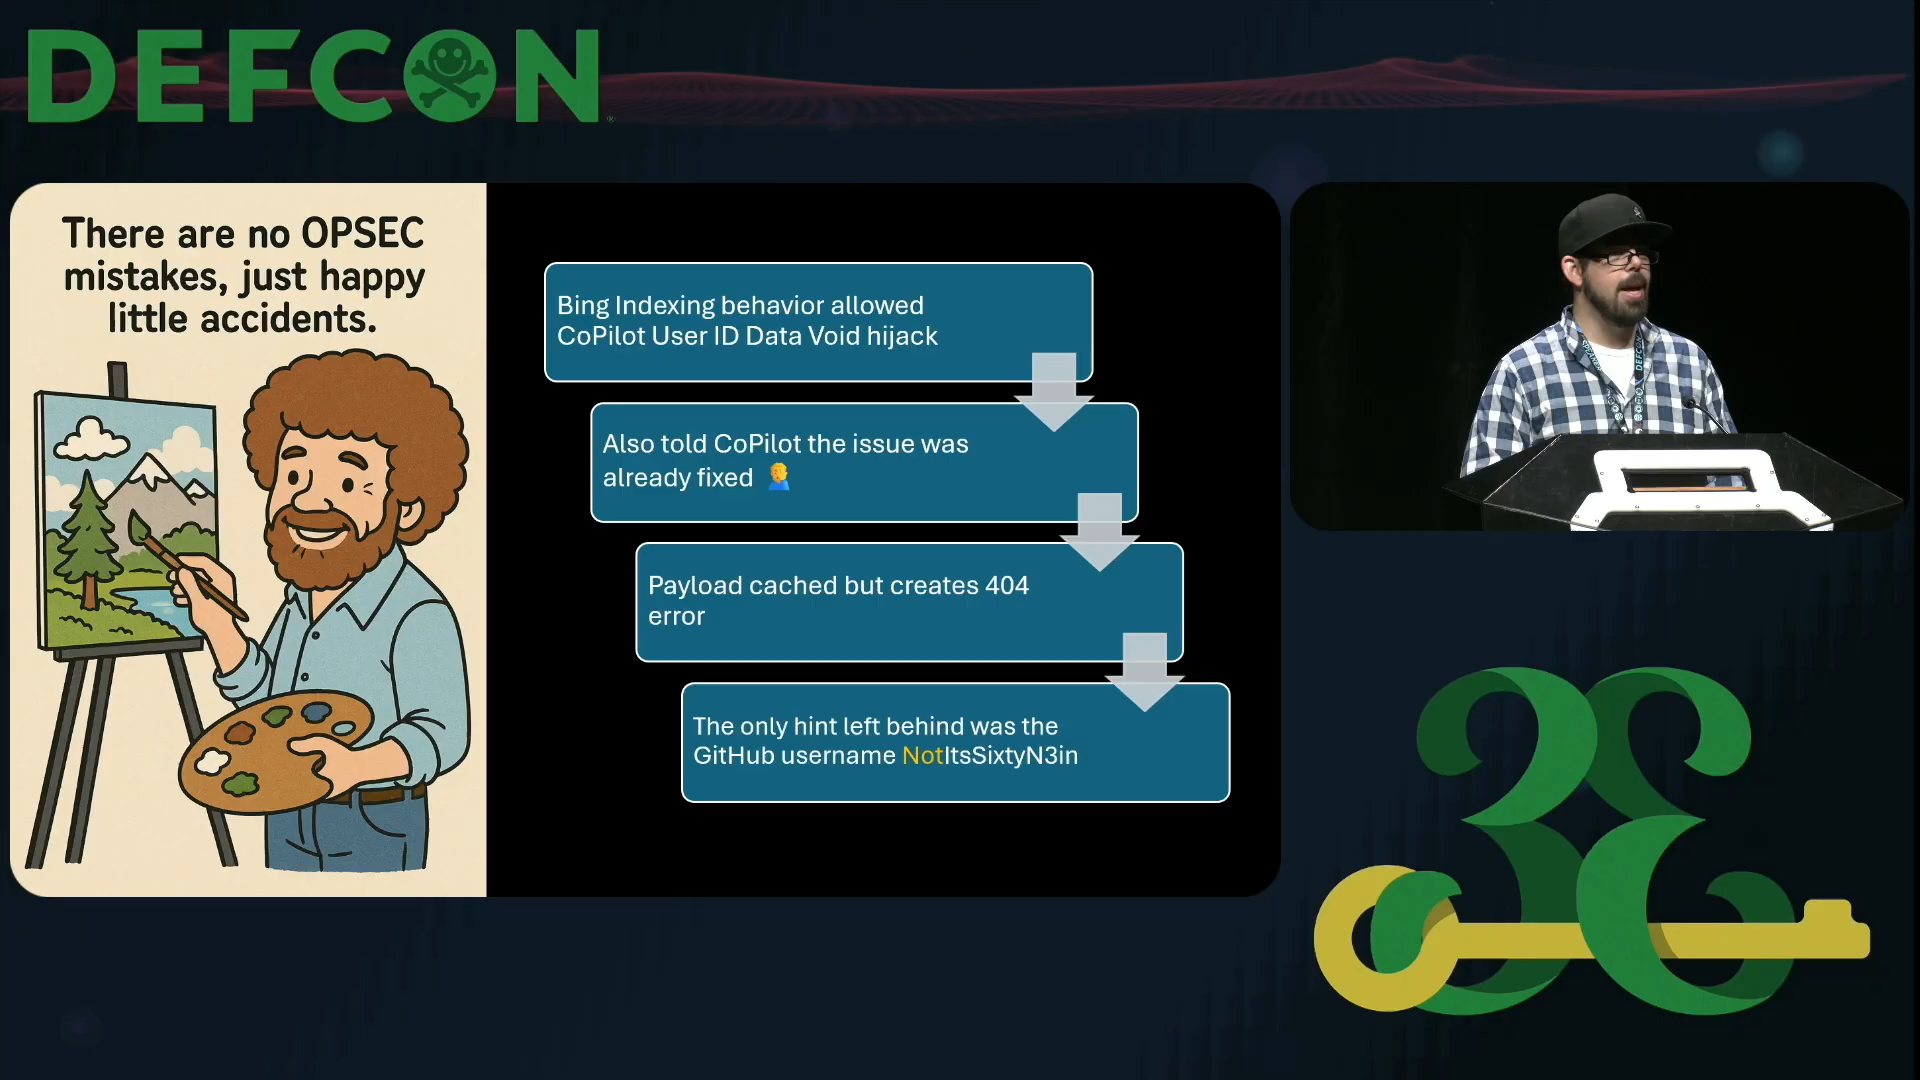 DEFCON
There are no OPSEC
mistakes, just happy
little accidents.
Bing Indexing behavior allowed
CoPilot User ID Data Void hijack
Also told CoPilot the issue was
already fixed 🤦
Payload cached but creates 404
error
The only hint left behind was the
GitHub username NotItsSixtyN3in
SPEAKER
DEFCON